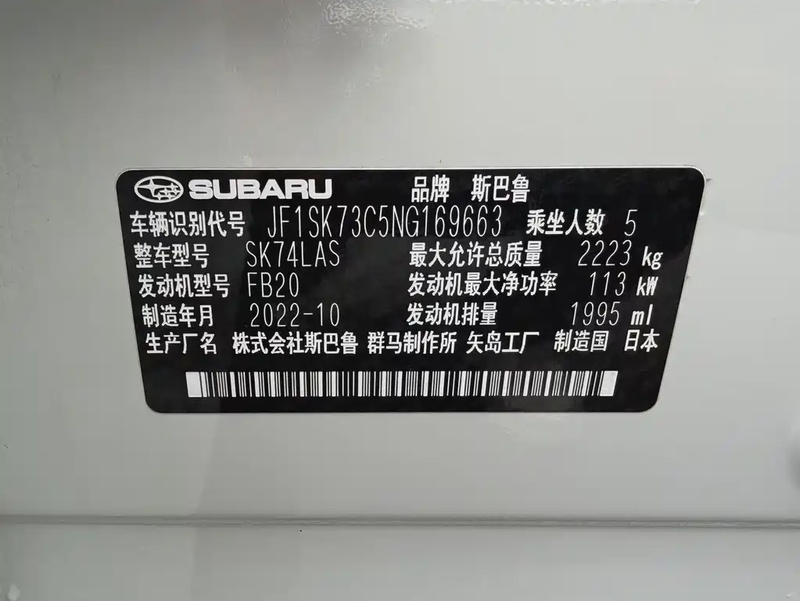 SUBARU 品牌 斯巴鲁
车辆识别代号 JF1SK73C5NG169663 乘坐人数 5
整车型号 SK74LAS 最大允许总质量 2223 kg
发动机型号 FB20 发动机最大净功率 113 kW
制造年月 2022-10 发动机排量 1995 ml
生产厂名 株式会社斯巴鲁 群马制作所 矢岛工厂 制造国 日本